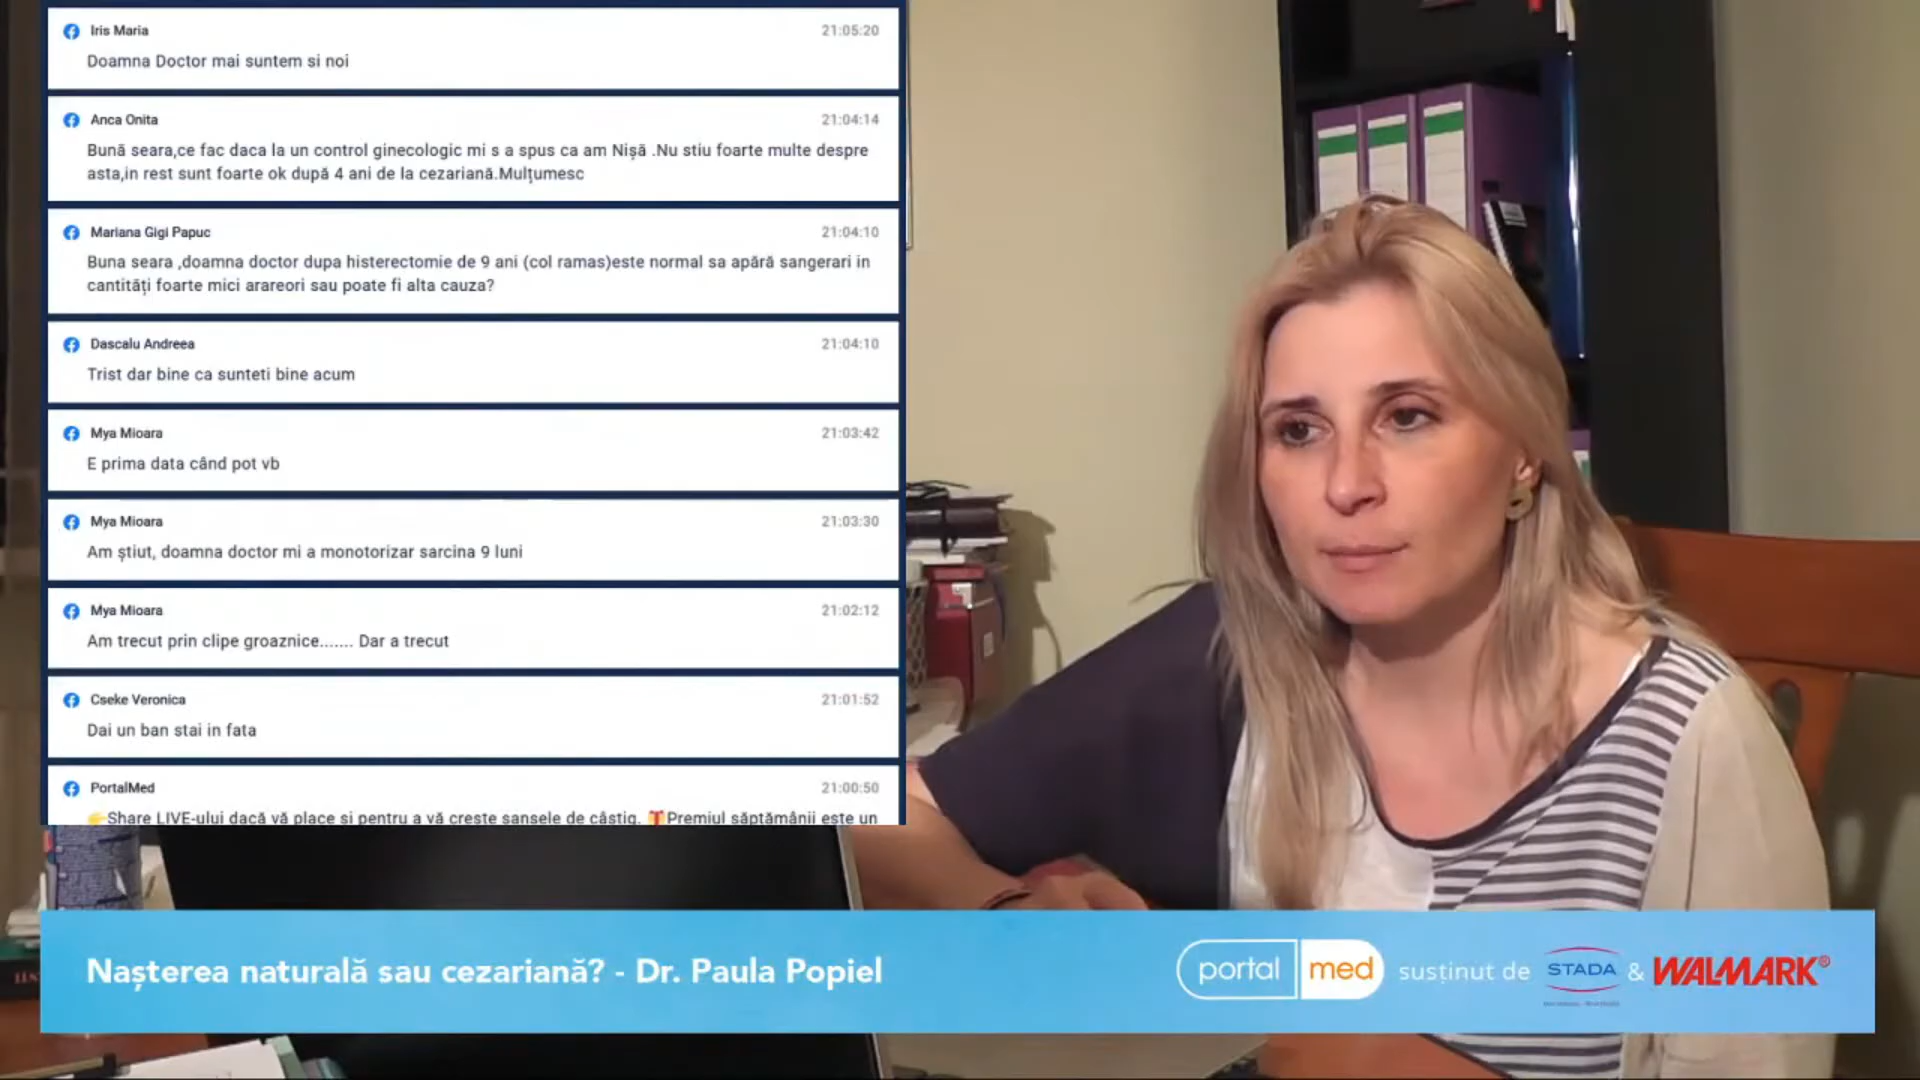 Iris Maria 21:05:20
Doamna Doctor mai suntem si noi
Anca Onita 21:04:14
Bună seara,ce fac daca la un control ginecologic mi s a spus ca am Nișă .Nu stiu foarte multe despre
asta,in rest sunt foarte ok după 4 ani de la cezariană.Mulțumesc
Mariana Gigi Papuc 21:04:10
Buna seara ,doamna doctor dupa histerectomie de 9 ani (col ramas)este normal sa apără sangerari in
cantități foarte mici arareori sau poate fi alta cauza?
Dascalu Andreea 21:04:10
Trist dar bine ca sunteti bine acum
Mya Mioara 21:03:42
E prima data când pot vb
Mya Mioara 21:03:30
Am știut, doamna doctor mi a monotorizar sarcina 9 luni
Mya Mioara 21:02:12
Am trecut prin clipe groaznice....... Dar a trecut
Cseke Veronica 21:01:52
Dai un ban stai in fata
PortalMed 21:00:50
👉Share LIVE-ului dacă vă place și pentru a vă crește șansele de câștig. 🎁Premiul săptămânii este un
Nașterea naturală sau cezariană? - Dr. Paula Popiel
portal med susținut de STADA & WALMARK®